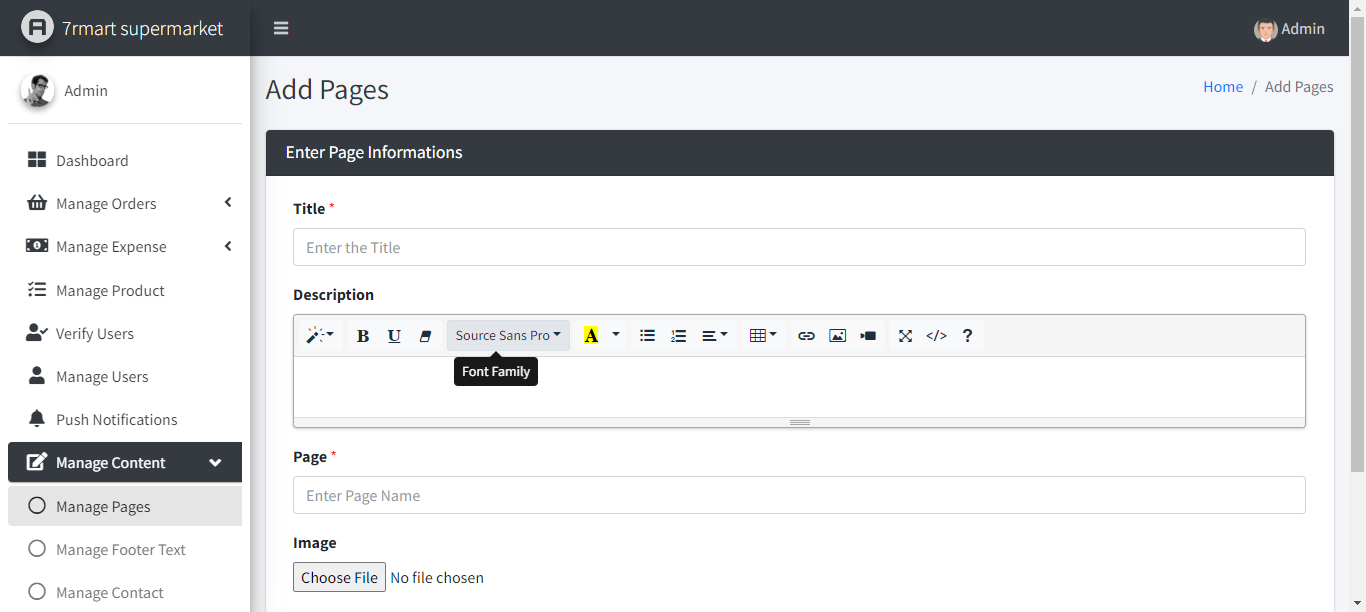 7rmart supermarket
Admin
Admin
Add Pages
Home / Add Pages
Dashboard
Manage Orders
Manage Expense
Manage Product
Verify Users
Manage Users
Push Notifications
Manage Content
Manage Pages
Manage Footer Text
Manage Contact
Enter Page Informations
Title *
Enter the Title
Description
B U Source Sans Pro A </> ?
Font Family
Page *
Enter Page Name
Image
Choose File No file chosen